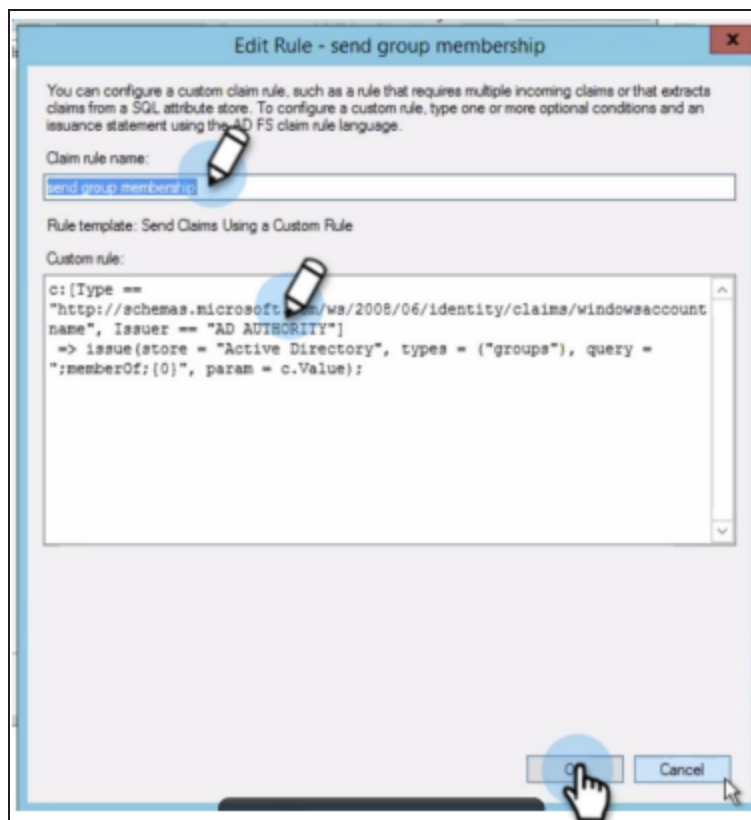 Edit Rule - send group membership
x
You can configure a custom claim rule, such as a rule that requires multiple incoming claims or that extracts
claims from a SQL attribute store. To configure a custom rule, type one or more optional conditions and an
issuance statement using the AD FS claim rule language.
Claim rule name:
send group membership
Rule template: Send Claims Using a Custom Rule
Custom rule:
c:[Type ==
"http://schemas.microsoft.com/ws/2008/06/identity/claims/windowsaccount
name", Issuer == "AD AUTHORITY"]
=> issue(store = "Active Directory", types = ("groups"), query =
";memberOf;{0}", param = c.Value);
Cancel